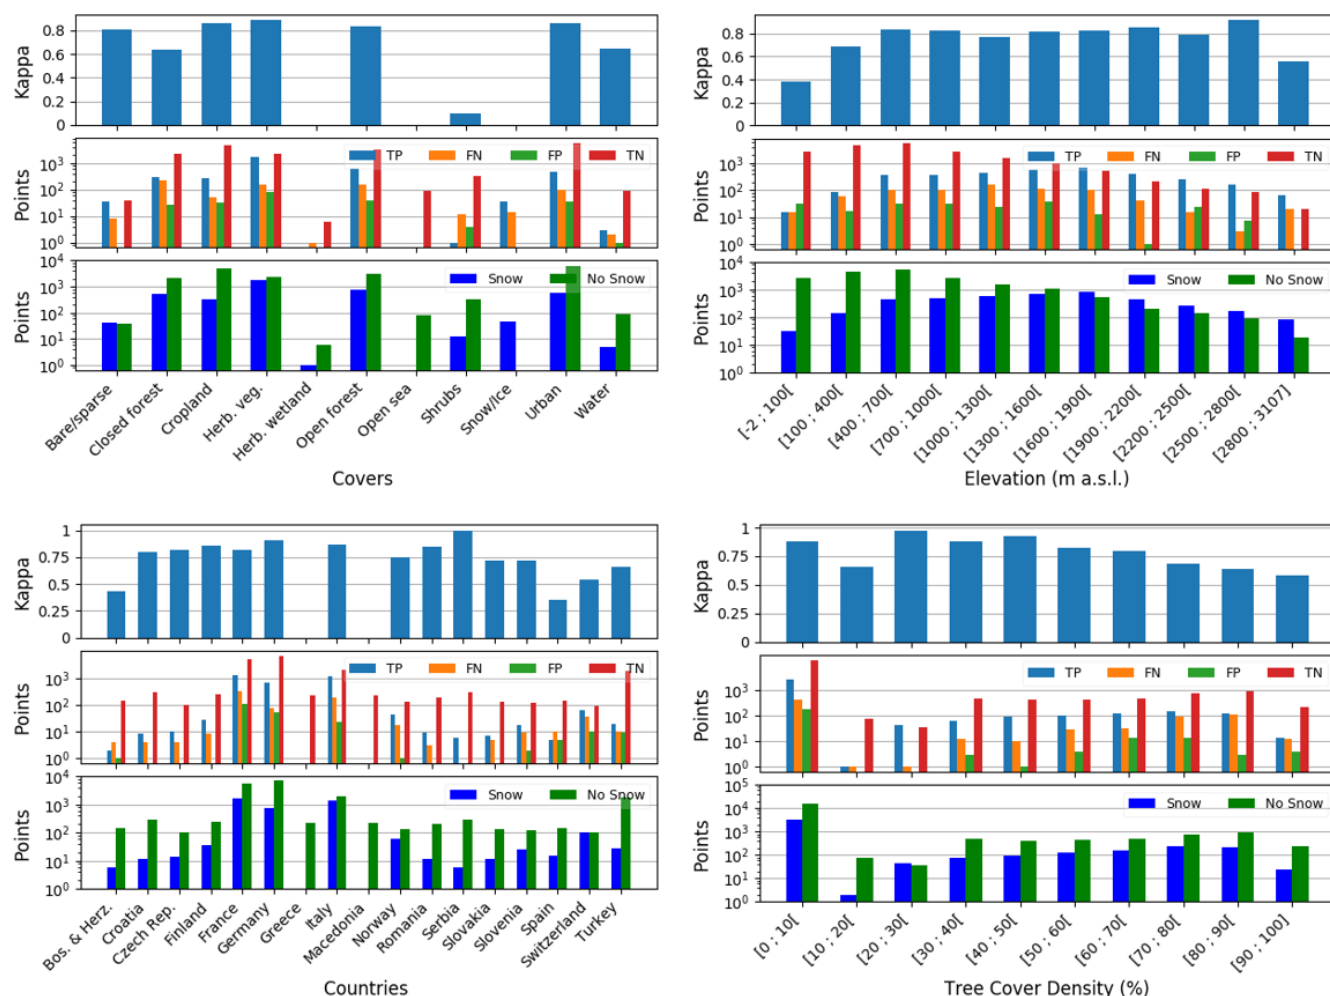 Kappa
0.8
0.6
0.4
0.2
0
Points
10³
10²
10¹
10⁰
TP FN FP TN
Points
10⁴
10³
10²
10¹
10⁰
Snow No Snow
Bare/sparse
Closed forest
Cropland
Herb. veg.
Herb. wetland
Open forest
Open sea
Shrubs
Snow/Ice
Urban
Water
Covers
Kappa
0.8
0.6
0.4
0.2
0
Points
10³
10²
10¹
10⁰
TP FN FP TN
Points
10⁴
10³
10²
10¹
10⁰
Snow No Snow
[-2 ; 100[
[100 ; 400[
[400 ; 700[
[700 ; 1000[
[1000 ; 1300[
[1300 ; 1600[
[1600 ; 1900[
[1900 ; 2200[
[2200 ; 2500[
[2500 ; 2800[
[2800 ; 3107]
Elevation (m a.s.l.)
Kappa
1
0.75
0.5
0.25
0
Points
10³
10²
10¹
10⁰
TP FN FP TN
Points
10⁴
10³
10²
10¹
10⁰
Snow No Snow
Bos. & Herz.
Croatia
Czech Rep.
Finland
France
Germany
Greece
Italy
Macedonia
Norway
Romania
Serbia
Slovakia
Slovenia
Spain
Switzerland
Turkey
Countries
Kappa
1
0.75
0.5
0.25
0
Points
10³
10²
10¹
10⁰
TP FN FP TN
Points
10⁵
10⁴
10³
10²
10¹
10⁰
Snow No Snow
[0 ; 10[
[10 ; 20[
[20 ; 30[
[30 ; 40[
[40 ; 50[
[50 ; 60[
[60 ; 70[
[70 ; 80[
[80 ; 90[
[90 ; 100]
Tree Cover Density (%)